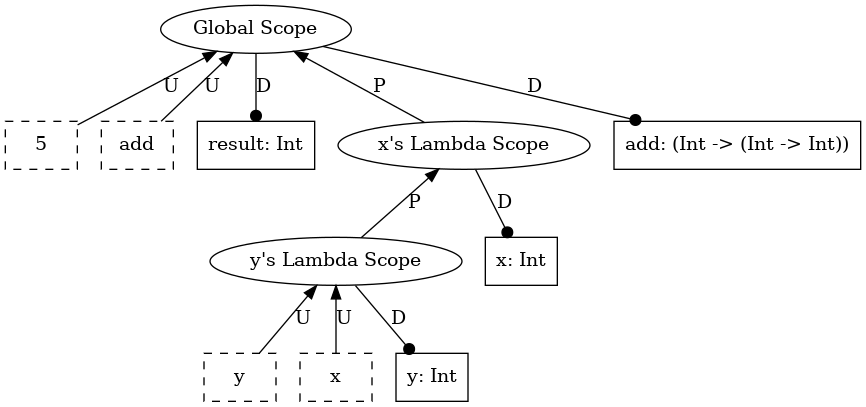 Global Scope
U
U
D
P
D
5
add
result: Int
x's Lambda Scope
add: (Int -> (Int -> Int))
P
D
y's Lambda Scope
x: Int
U
U
D
y
x
y: Int